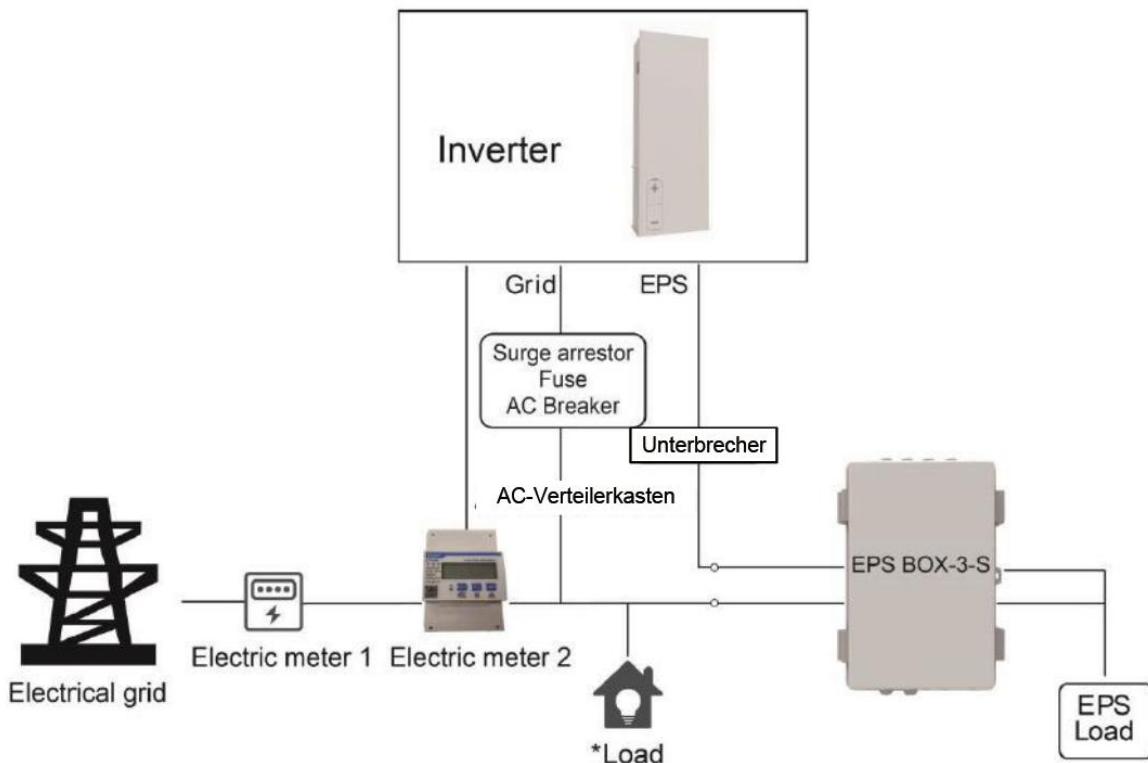 Inverter
Grid
EPS
Surge arrestor
Fuse
AC Breaker
Unterbrecher
AC-Verteilerkasten
EPS BOX-3-S
Electric meter 1
Electric meter 2
Electrical grid
*Load
EPS
Load